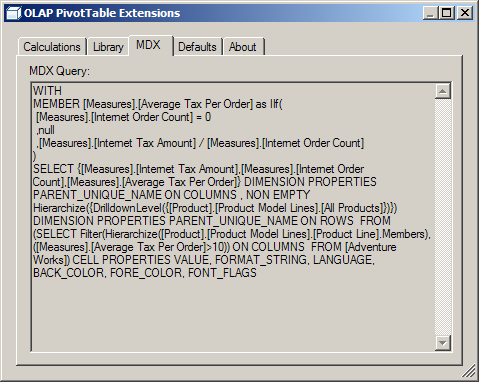 OLAP PivotTable Extensions
Calculations Library MDX Defaults About
MDX Query:
WITH
MEMBER [Measures].[Average Tax Per Order] as IIf(
[Measures].[Internet Order Count] = 0
,null
,[Measures].[Internet Tax Amount] / [Measures].[Internet Order Count]
)
SELECT {[Measures].[Internet Tax Amount],[Measures].[Internet Order
Count],[Measures].[Average Tax Per Order]} DIMENSION PROPERTIES
PARENT_UNIQUE_NAME ON COLUMNS , NON EMPTY
Hierarchize({DrilldownLevel({[Product].[Product Model Lines].[All Products]})})
DIMENSION PROPERTIES PARENT_UNIQUE_NAME ON ROWS  FROM
(SELECT Filter(Hierarchize([Product].[Product Model Lines].[Product Line].Members),
([Measures].[Average Tax Per Order]>10)) ON COLUMNS  FROM [Adventure
Works]) CELL PROPERTIES VALUE, FORMAT_STRING, LANGUAGE,
BACK_COLOR, FORE_COLOR, FONT_FLAGS